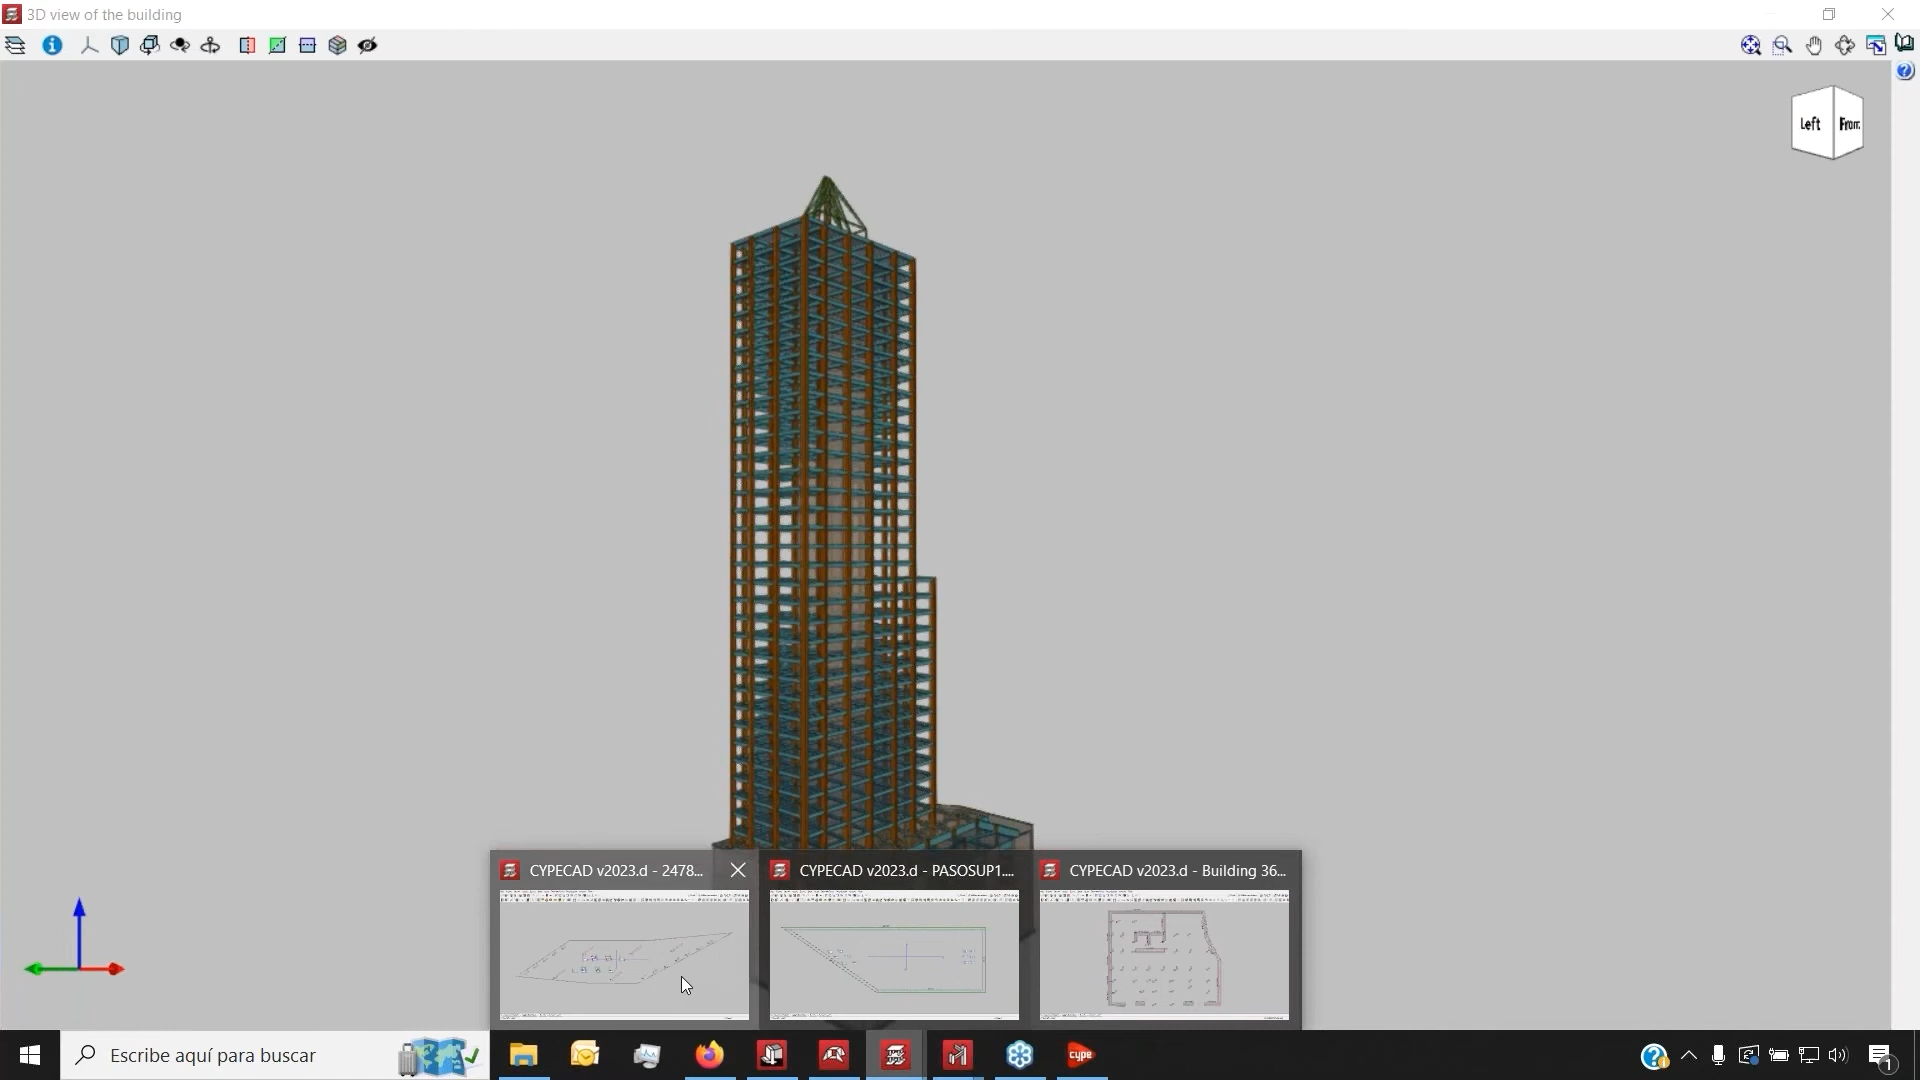 3D view of the building
Left
Front
CYPECAD v2023.d - 2478...
CYPECAD v2023.d - PASOSUP1....
CYPECAD v2023.d - Building 36...
Escribe aquí para buscar
cype
1